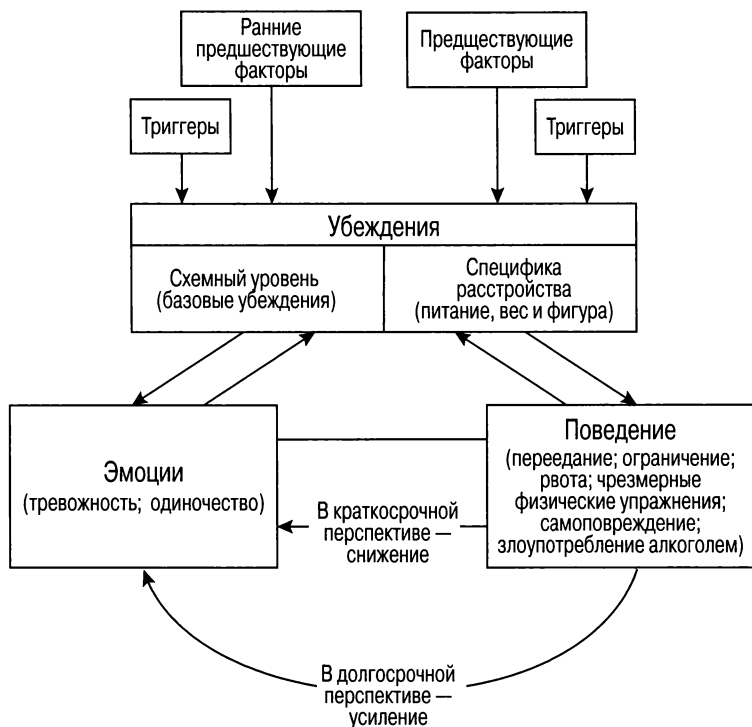 Ранние
предшествующие
факторы
Предществующие
факторы
Триггеры
Триггеры
Убеждения
Схемный уровень
(базовые убеждения)
Специфика
расстройства
(питание, вес и фигура)
Эмоции
(тревожность; одиночество)
Поведение
(переедание; ограничение;
рвота; чрезмерные
физические упражнения;
самоповреждение;
злоупотребление алкоголем)
В краткосрочной
перспективе —
снижение
В долгосрочной
перспективе —
усиление